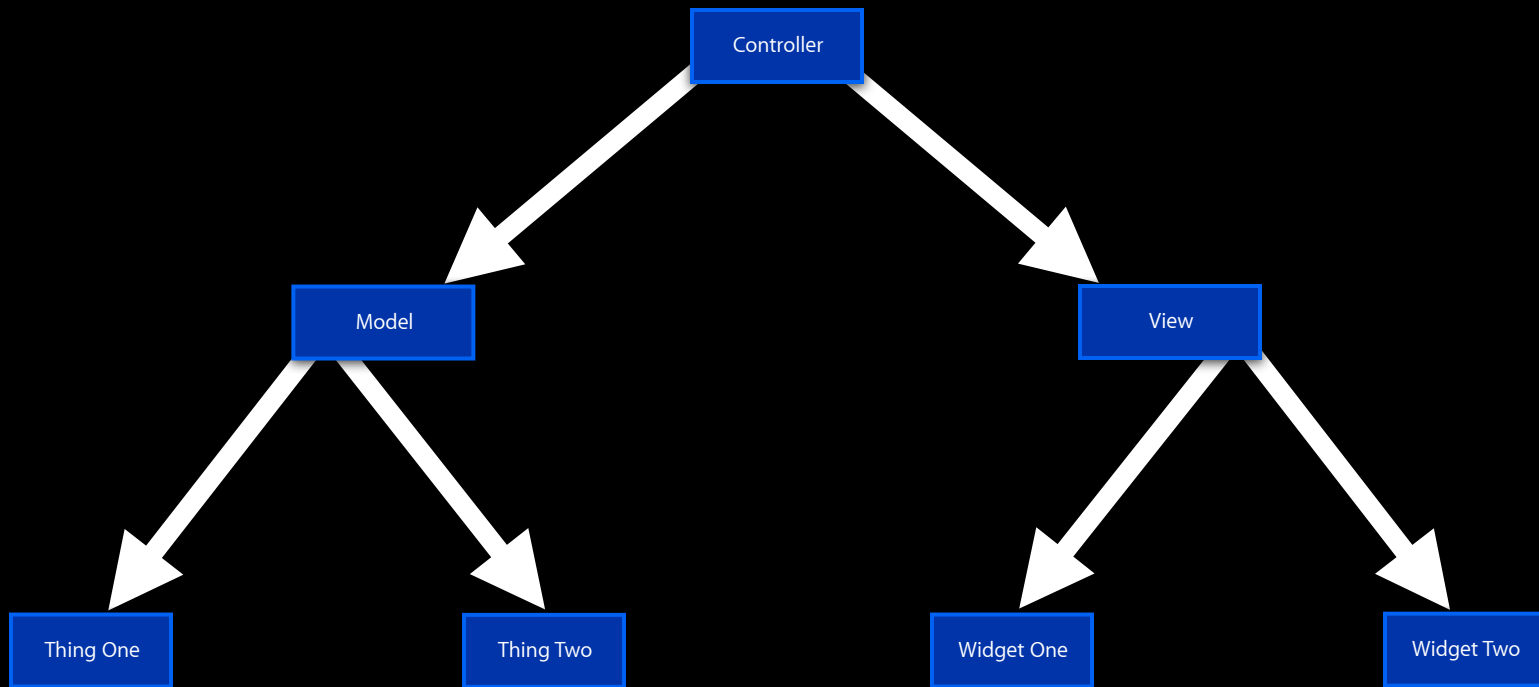 Controller
Model
View
Thing One
Thing Two
Widget One
Widget Two